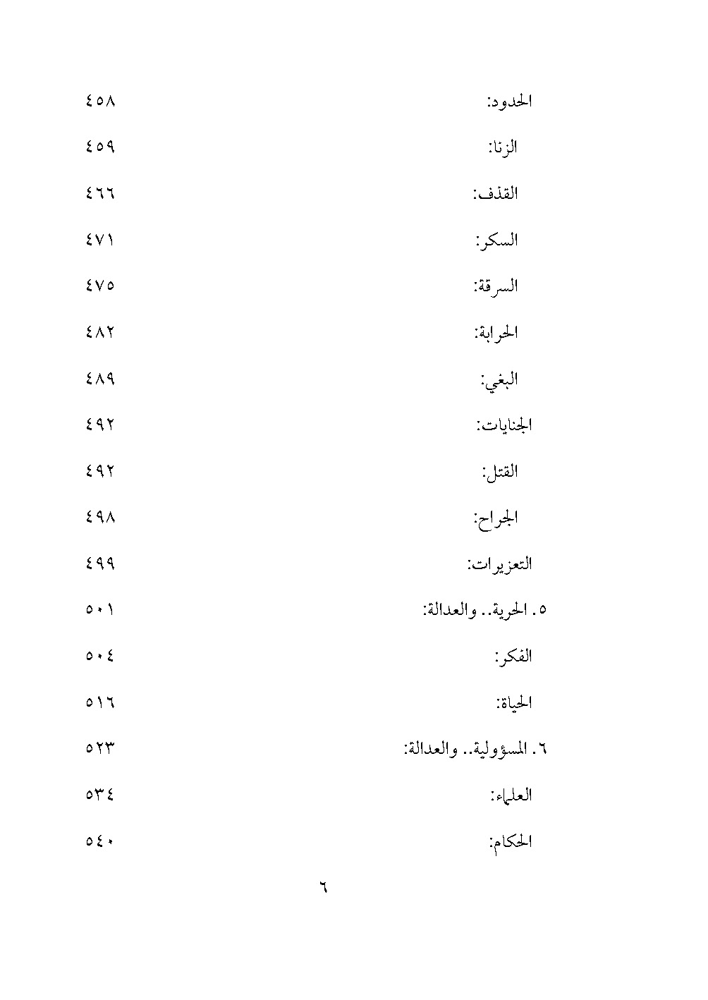 الحدود: ٤٥٨
الزنا: ٤٥٩
القذف: ٤٦٦
السكر: ٤٧١
السرقة: ٤٧٥
الحرابة: ٤٨٢
البغي: ٤٨٩
الجنايات: ٤٩٢
القتل: ٤٩٢
الجراح: ٤٩٨
التعزيرات: ٤٩٩
٥. الحرية.. والعدالة: ٥٠١
الفكر: ٥٠٤
الحياة: ٥١٦
٦. المسؤولية.. والعدالة: ٥٢٣
العلماء: ٥٣٤
الحكام: ٥٤٠
٦